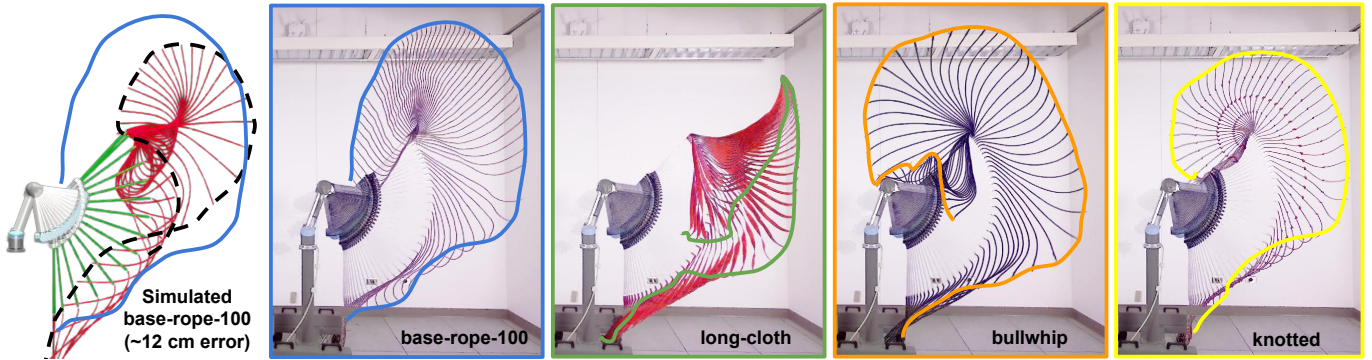 Simulated
base-rope-100
(~12 cm error)
base-rope-100
long-cloth
bullwhip
knotted